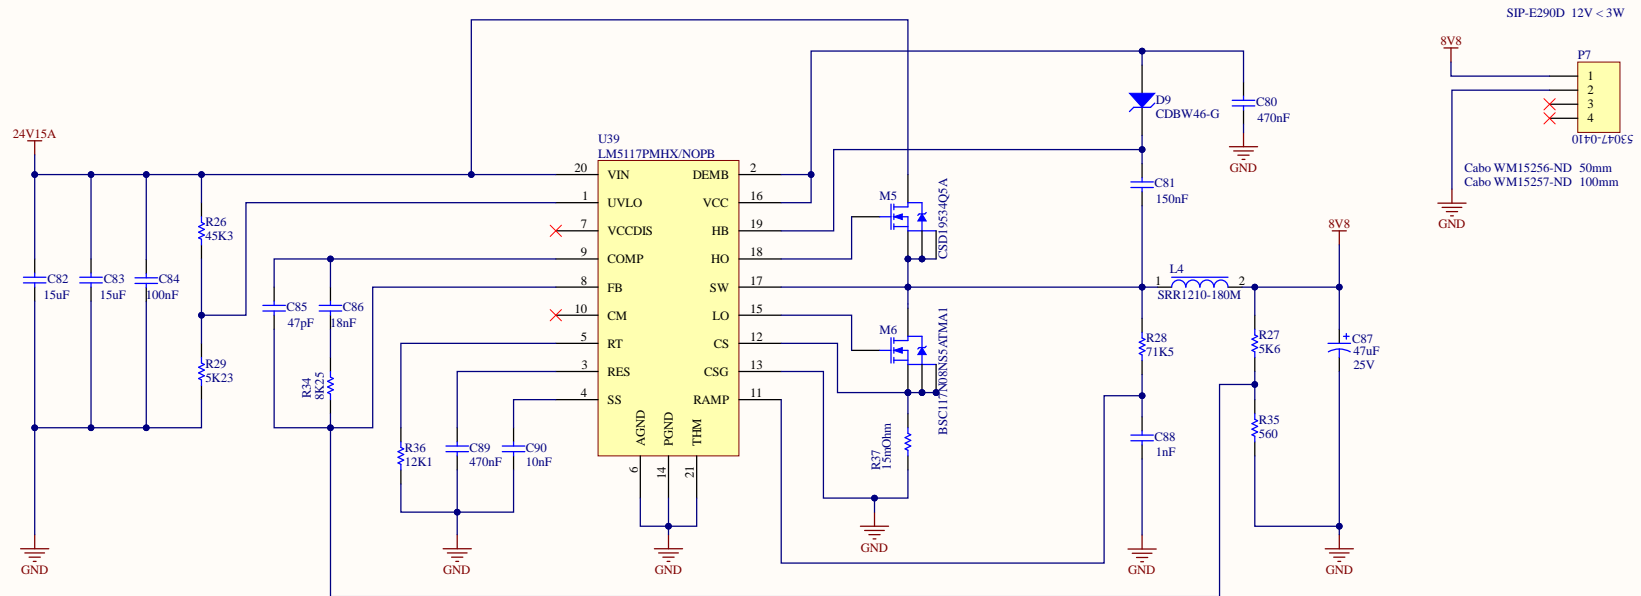 SIP-E290D 12V < 3W
8V8
P7
1
2
3
4
53047-0410
Cabo WM15256-ND 50mm
Cabo WM15257-ND 100mm
GND
24V15A
C82
15uF
C83
15uF
C84
100nF
R26
45K3
R29
5K23
GND
C85
47pF
C86
18nF
R34
8K25
R36
12K1
C89
470nF
C90
10nF
GND
U39
LM5117PMHX/NOPB
20 VIN
1 UVLO
7 VCCDIS
9 COMP
8 FB
10 CM
5 RT
3 RES
4 SS
DEMB 2
VCC 16
HB 19
HO 18
SW 17
LO 15
CS 12
CSG 13
RAMP 11
AGND
PGND
THM
6
14
21
GND
M5
CSD19534Q5A
M6
BSC117N08NS5ATMA1
R37
15mOhm
GND
D9
CDBW46-G
C80
470nF
GND
C81
150nF
L4
1
2
SRR1210-180M
R28
71K5
C88
1nF
GND
8V8
R27
5K6
R35
560
+
C87
47uF
25V
GND